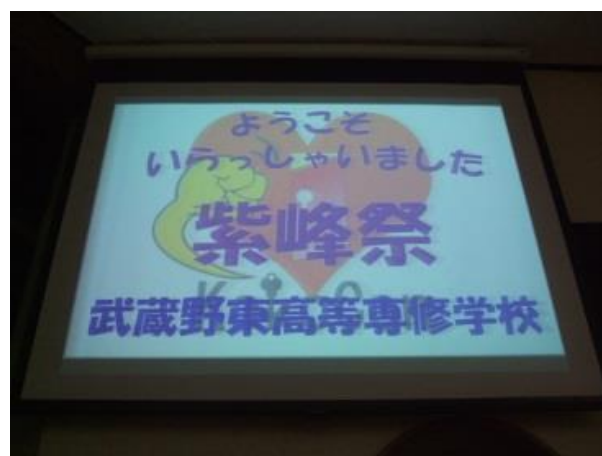 ようこそ
いらっしゃいました
紫峰祭
武蔵野東高等専修学校